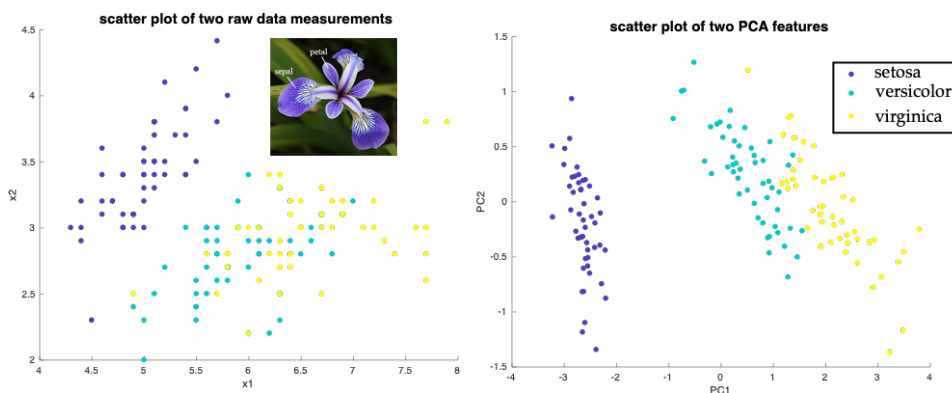 scatter plot of two raw data measurements
4.5
4
3.5
3
2.5
2
x2
petal
sepal
4
4.5
5
5.5
6
6.5
7
7.5
8
x1
scatter plot of two PCA features
setosa
versicolor
virginica
1.5
1
0.5
0
-0.5
-1
-1.5
PC2
-4
-3
-2
-1
0
1
2
3
4
PC1